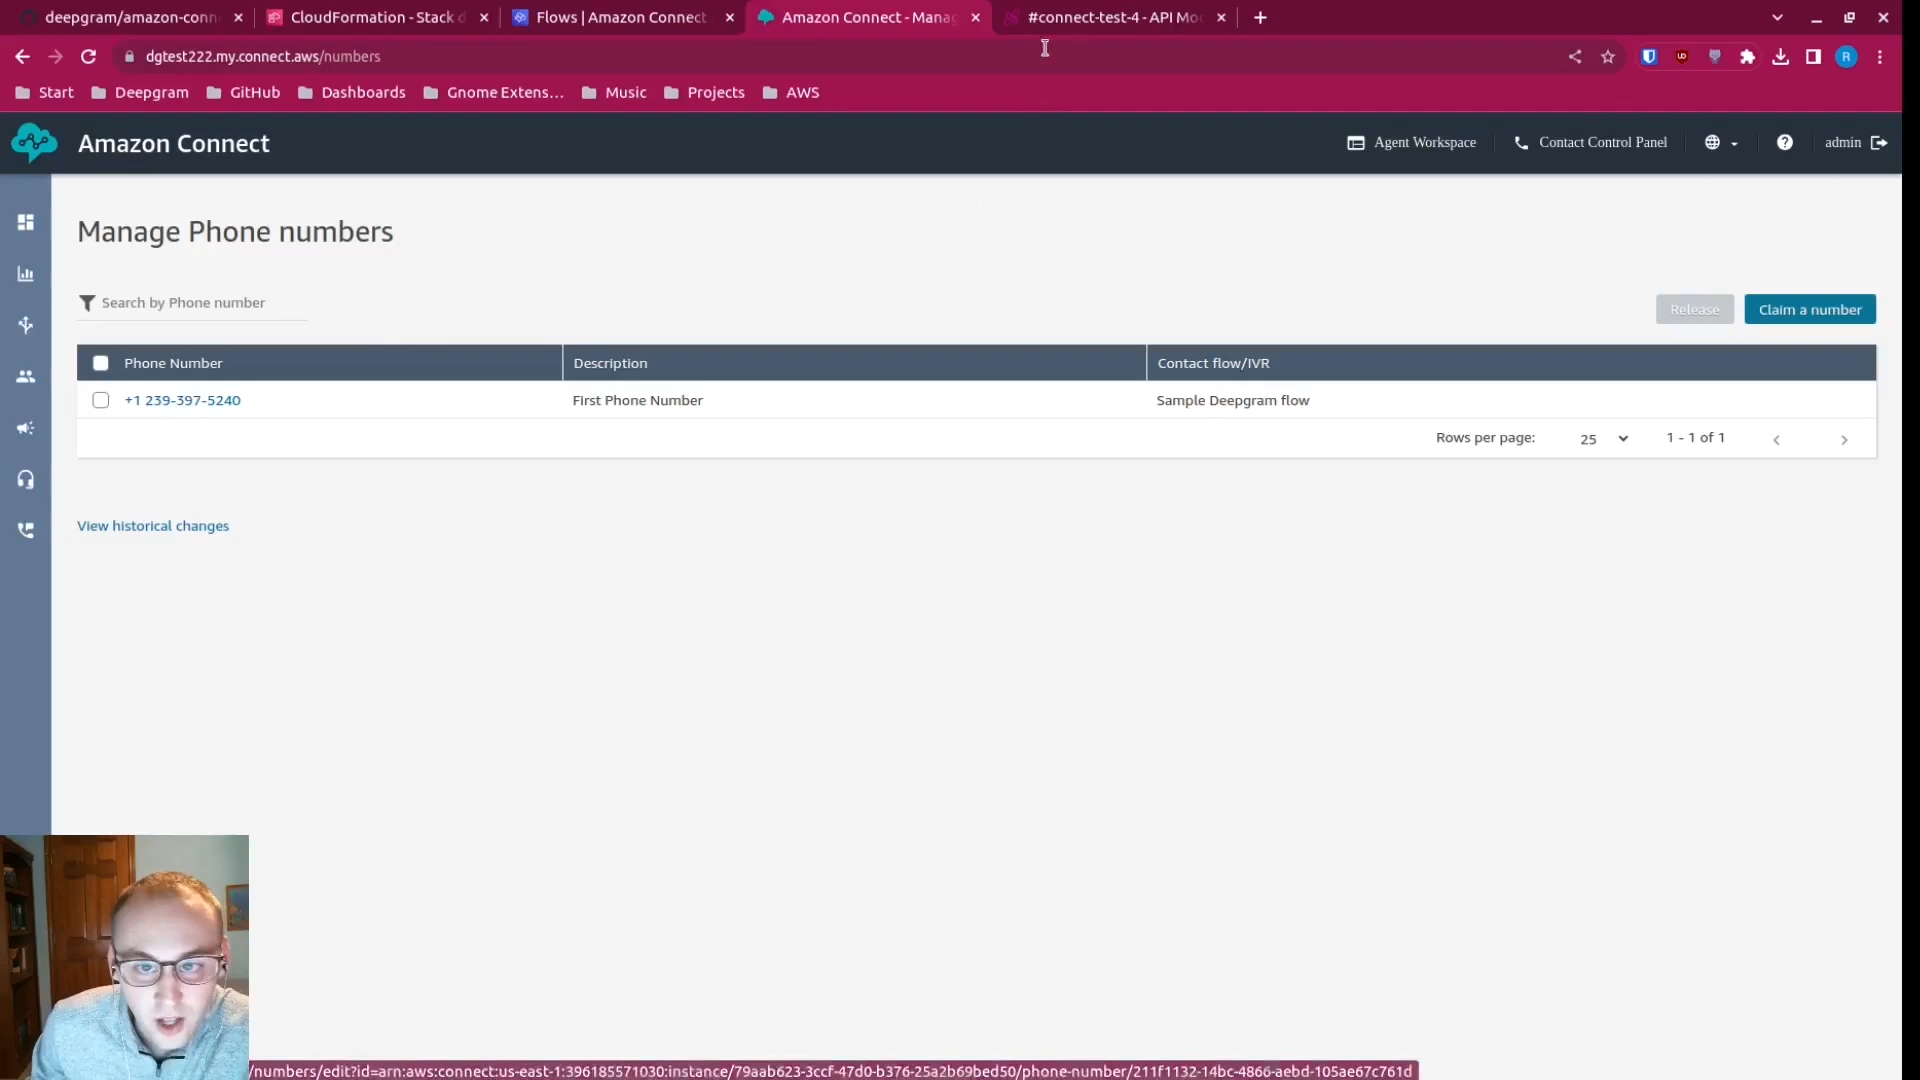 deepgram/amazon-conn
CloudFormation - Stack d
Flows | Amazon Connect
Amazon Connect - Manag
#connect-test-4 - API Mo
dgtest222.my.connect.aws/numbers
R
Start
Deepgram
GitHub
Dashboards
Gnome Extens...
Music
Projects
AWS
Amazon Connect
Agent Workspace
Contact Control Panel
admin
Manage Phone numbers
Search by Phone number
Release
Claim a number
Phone Number
Description
Contact flow/IVR
+1 239-397-5240
First Phone Number
Sample Deepgram flow
Rows per page:
25
1 - 1 of 1
View historical changes
/numbers/edit?id=arn:aws:connect:us-east-1:396185571030:instance/79aab623-3ccf-47d0-b376-25a2b69bed50/phone-number/211f1132-14bc-4866-aebd-105ae67c761d